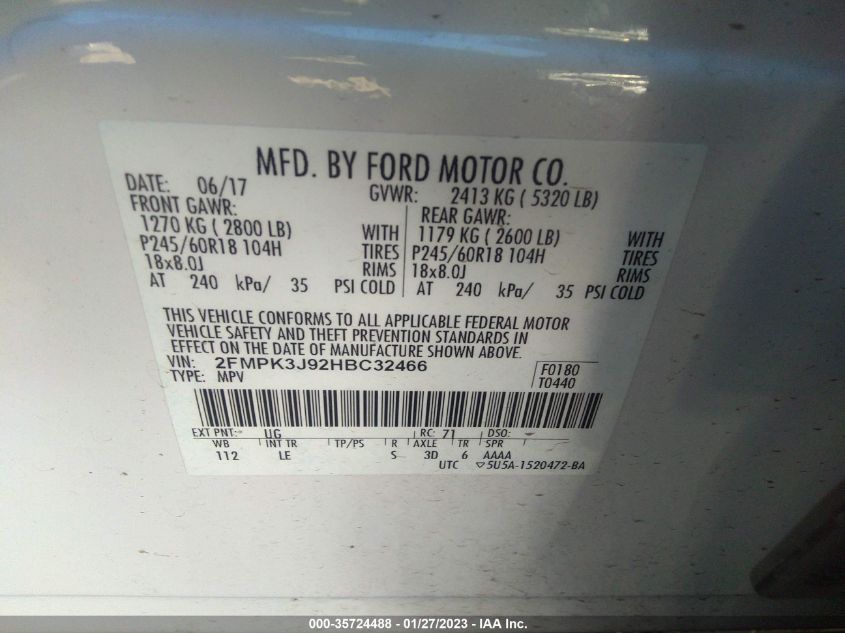 MFD. BY FORD MOTOR CO.
DATE: 06/17 GVWR: 2413 KG ( 5320 LB)
FRONT GAWR: REAR GAWR:
1270 KG ( 2800 LB) WITH 1179 KG ( 2600 LB) WITH
P245/60R18 104H TIRES P245/60R18 104H TIRES
18x8.0J RIMS 18x8.0J RIMS
AT 240 kPa/ 35 PSI COLD AT 240 kPa/ 35 PSI COLD
THIS VEHICLE CONFORMS TO ALL APPLICABLE FEDERAL MOTOR
VEHICLE SAFETY AND THEFT PREVENTION STANDARDS IN
EFFECT ON THE DATE OF MANUFACTURE SHOWN ABOVE.
VIN: 2FMPK3J92HBC32466 F0180
TYPE: MPV T0440
EXT PNT: UG RC: 71 DSO:
WB INT TR TP/PS R AXLE TR SPR
112 LE S 3D 6 AAAA
UTC ▽5U5A-1520472-BA
000-35724488 - 01/27/2023 - IAA Inc.